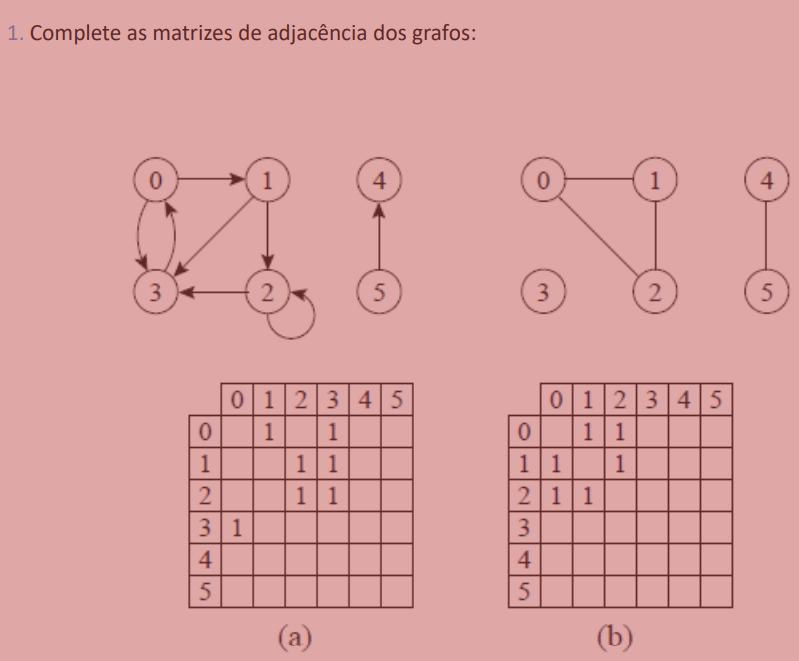 1. Complete as matrizes de adjacência dos grafos:
0 1 4 0 1 4
3 2 5 3 2 5
0 1 2 3 4 5 0 1 2 3 4 5
0 1 1 0 1 1
1 1 1 1 1 1
2 1 1 2 1 1
3 1 3
4 4
5 5
(a) (b)